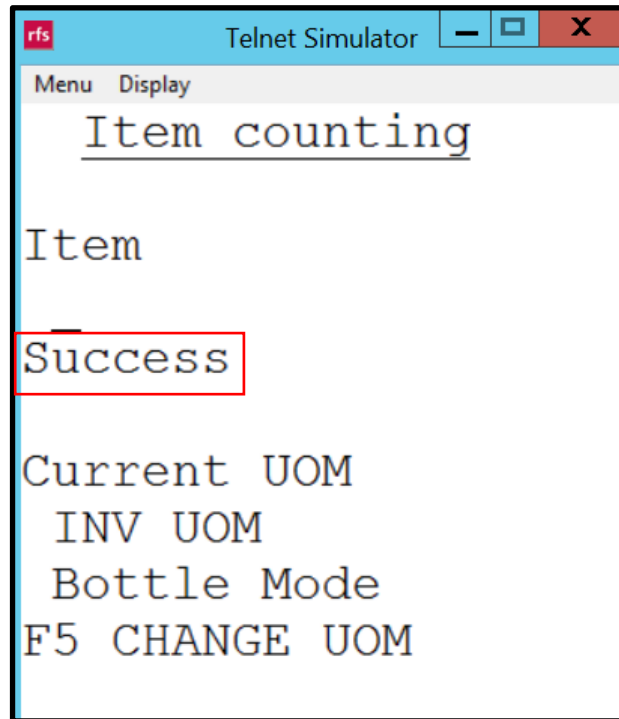 rfs Telnet Simulator
Menu Display
Item counting
Item
Success
Current UOM
INV UOM
Bottle Mode
F5 CHANGE UOM